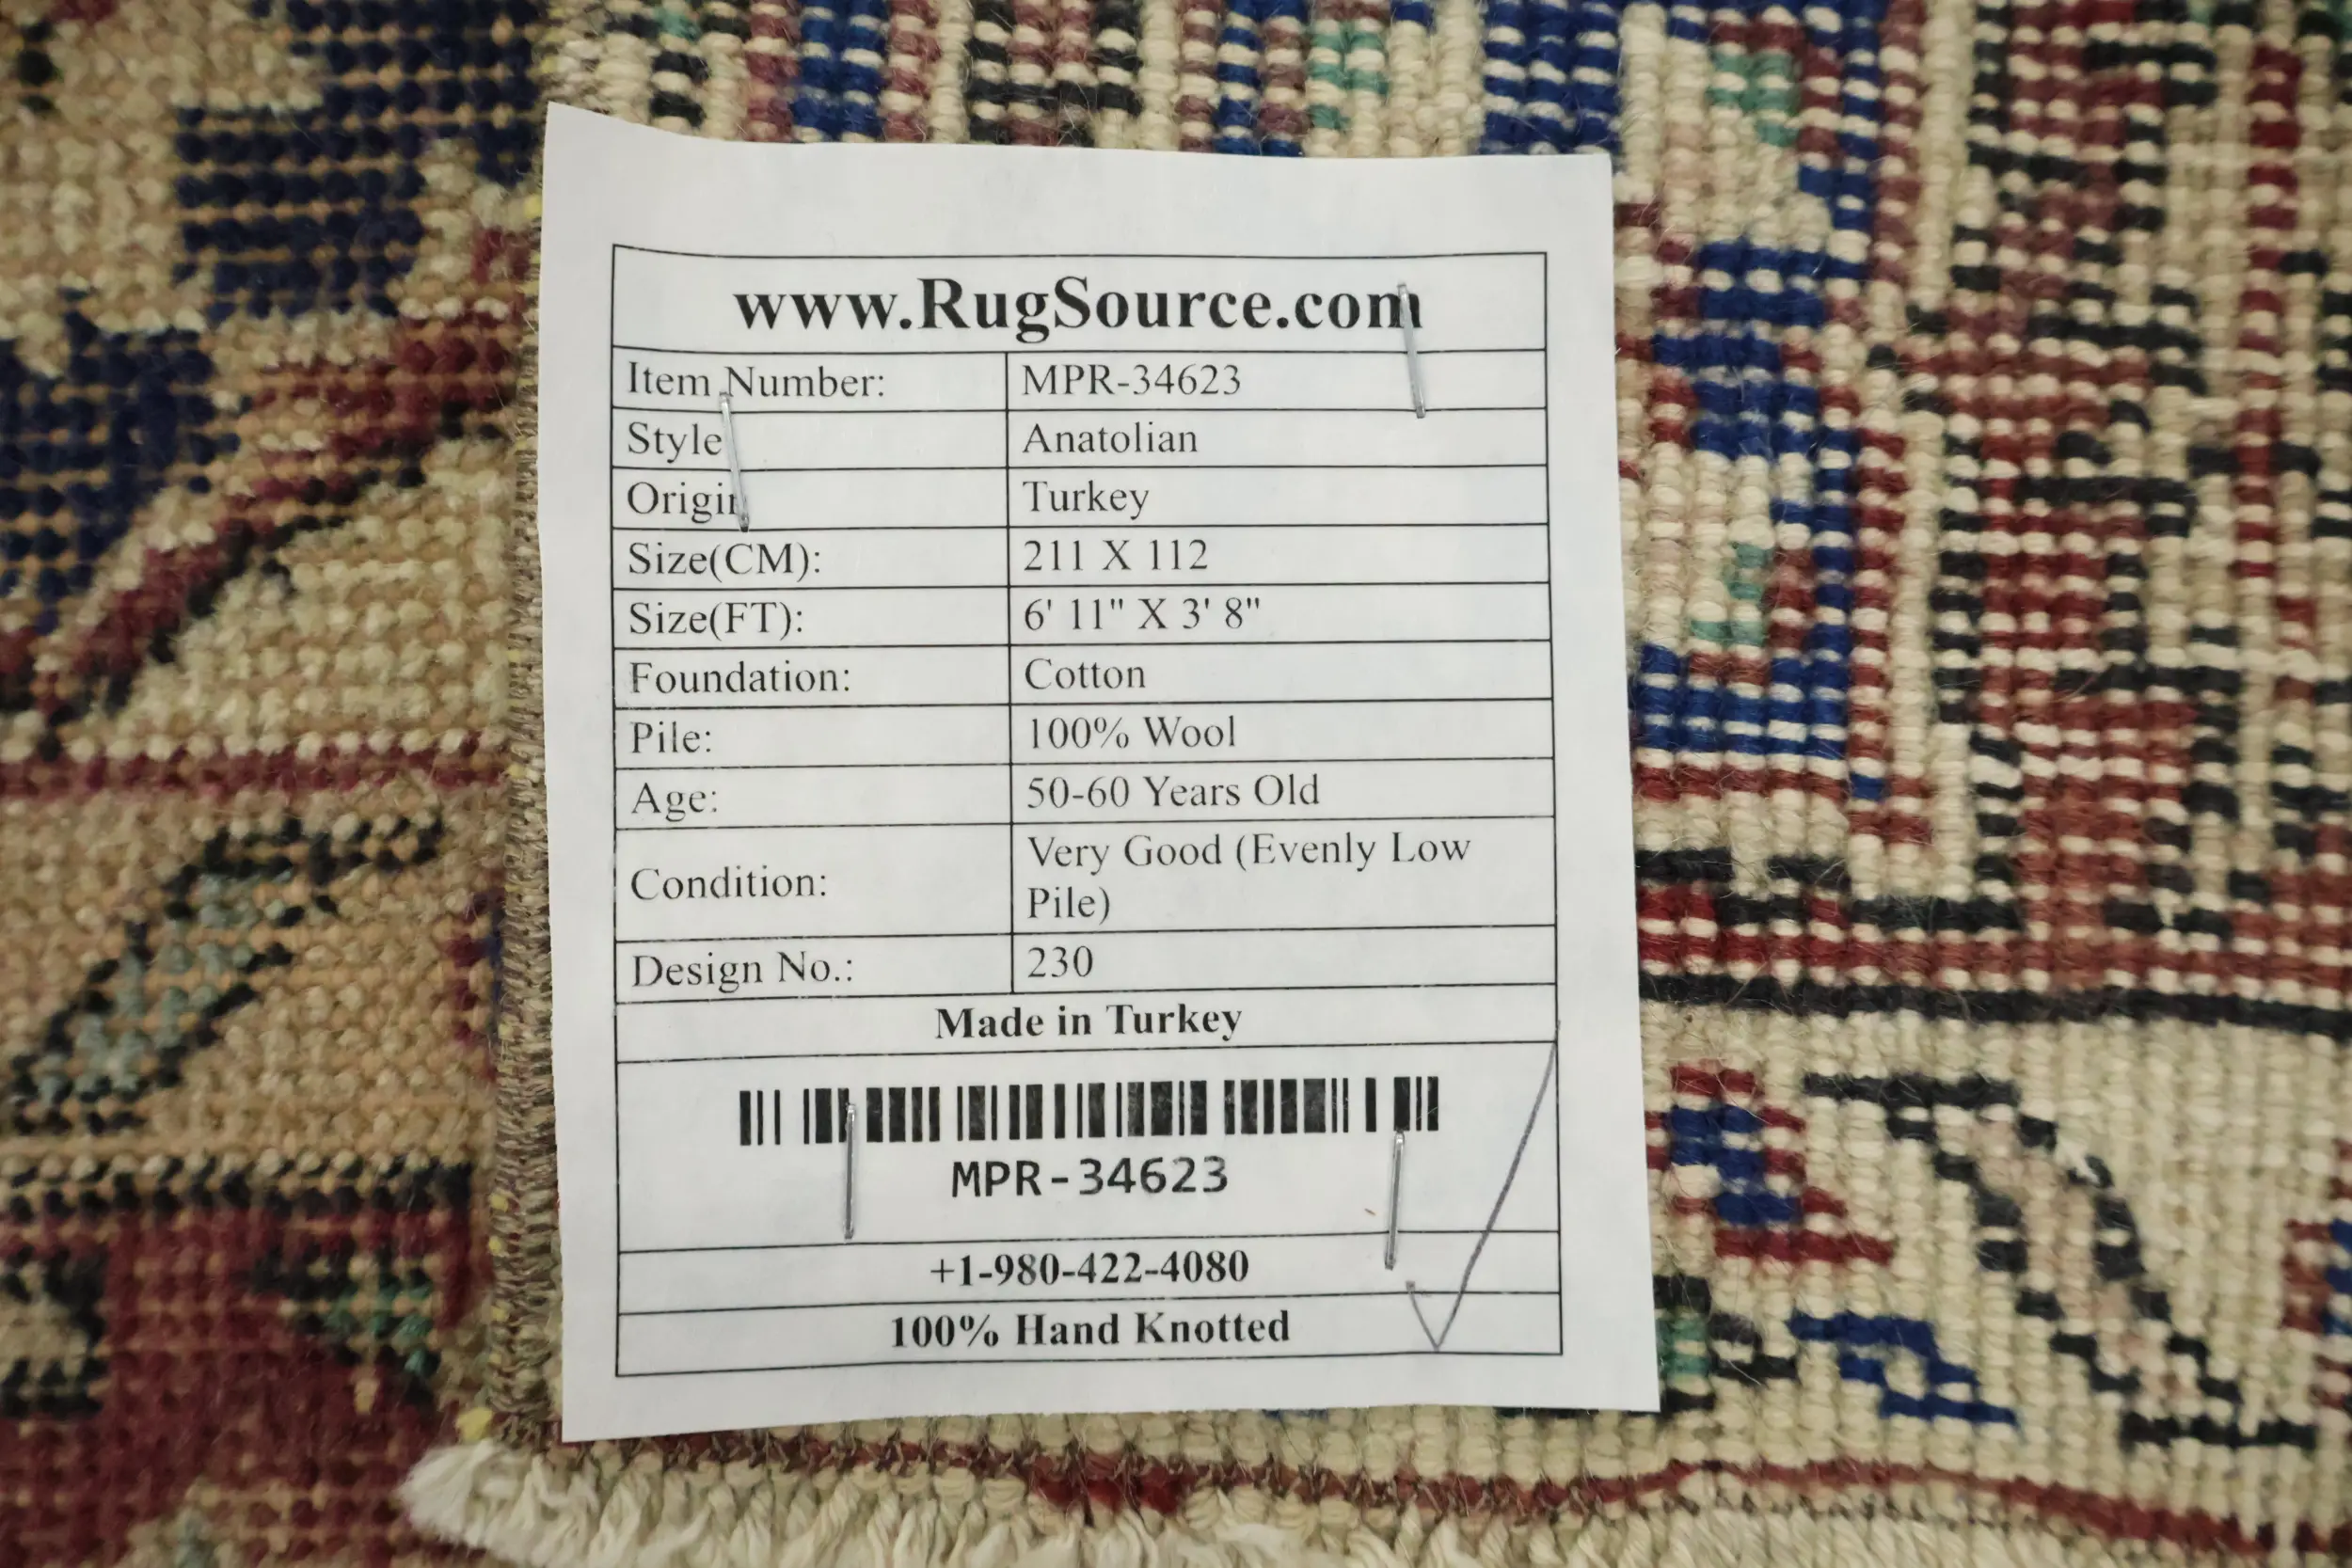 www.RugSource.com
Item Number: MPR-34623
Style Anatolian
Origin Turkey
Size(CM): 211 X 112
Size(FT): 6' 11" X 3' 8"
Foundation: Cotton
Pile: 100% Wool
Age: 50-60 Years Old
Condition: Very Good (Evenly Low
Pile)
Design No.: 230
Made in Turkey
MPR-34623
+1-980-422-4080
100% Hand Knotted